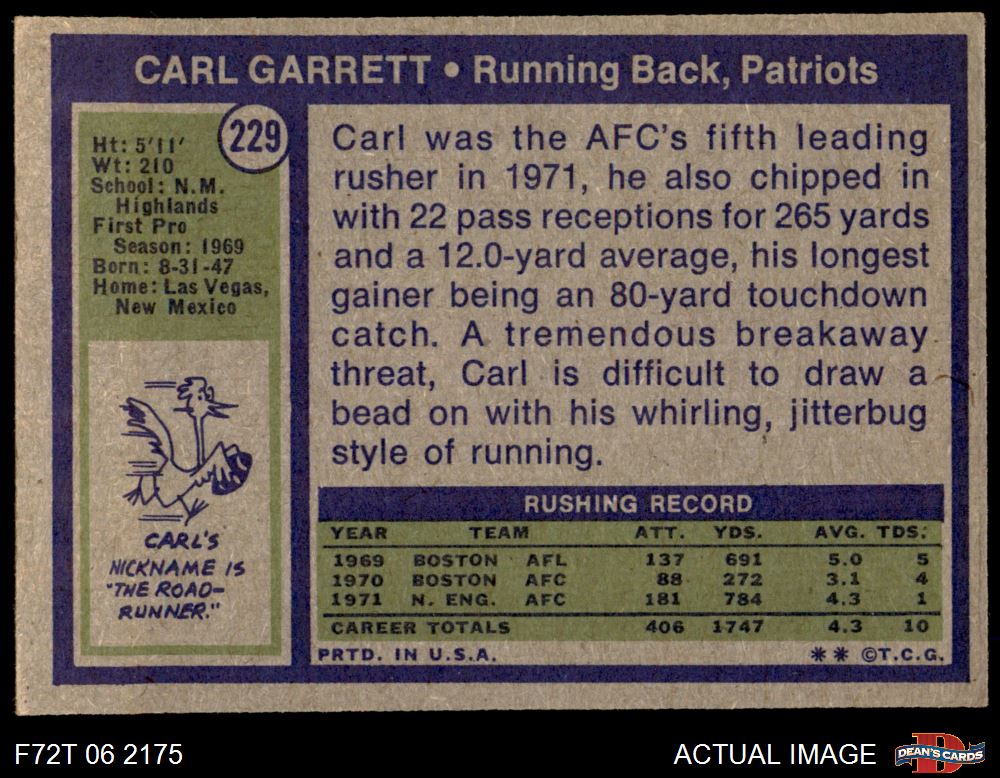 CARL GARRETT • Running Back, Patriots
229
Ht: 5'11'
Wt: 210
School: N.M.
Highlands
First Pro
Season: 1969
Born: 8-31-47
Home: Las Vegas,
New Mexico
CARL'S
NICKNAME IS
"THE ROAD-
RUNNER."
Carl was the AFC's fifth leading
rusher in 1971, he also chipped in
with 22 pass receptions for 265 yards
and a 12.0-yard average, his longest
gainer being an 80-yard touchdown
catch. A tremendous breakaway
threat, Carl is difficult to draw a
bead on with his whirling, jitterbug
style of running.
RUSHING RECORD
YEAR TEAM ATT. YDS. AVG. TDS.
1969 BOSTON AFL 137 691 5.0 5
1970 BOSTON AFC 88 272 3.1 4
1971 N. ENG. AFC 181 784 4.3 1
CAREER TOTALS 406 1747 4.3 10
PRTD. IN U.S.A. ** ©T.C.G.
F72T 06 2175 ACTUAL IMAGE DEAN'S CARDS